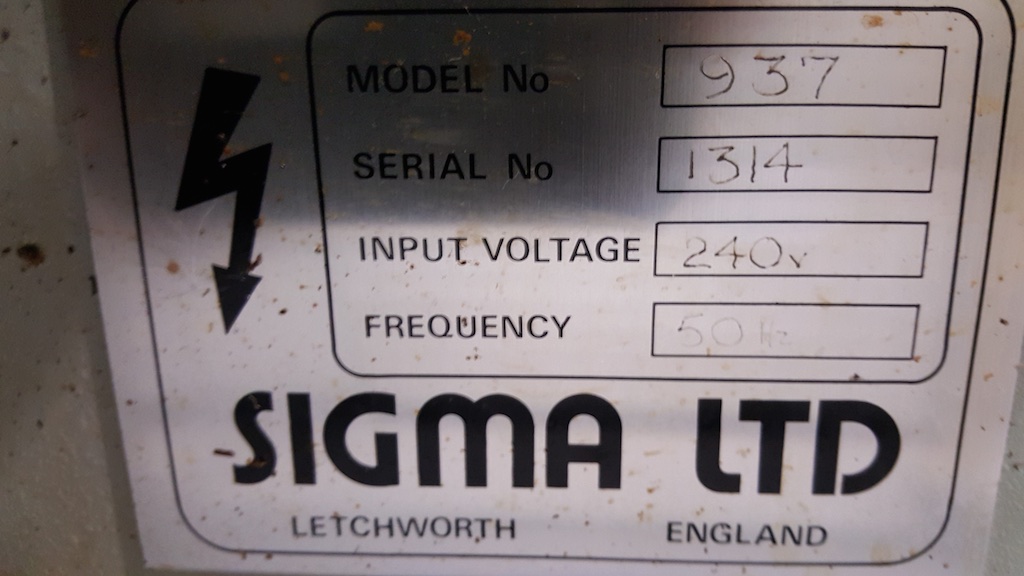 MODEL No 937
SERIAL No 1314
INPUT VOLTAGE 240v
FREQUENCY 50 Hz
SIGMA LTD
LETCHWORTH ENGLAND